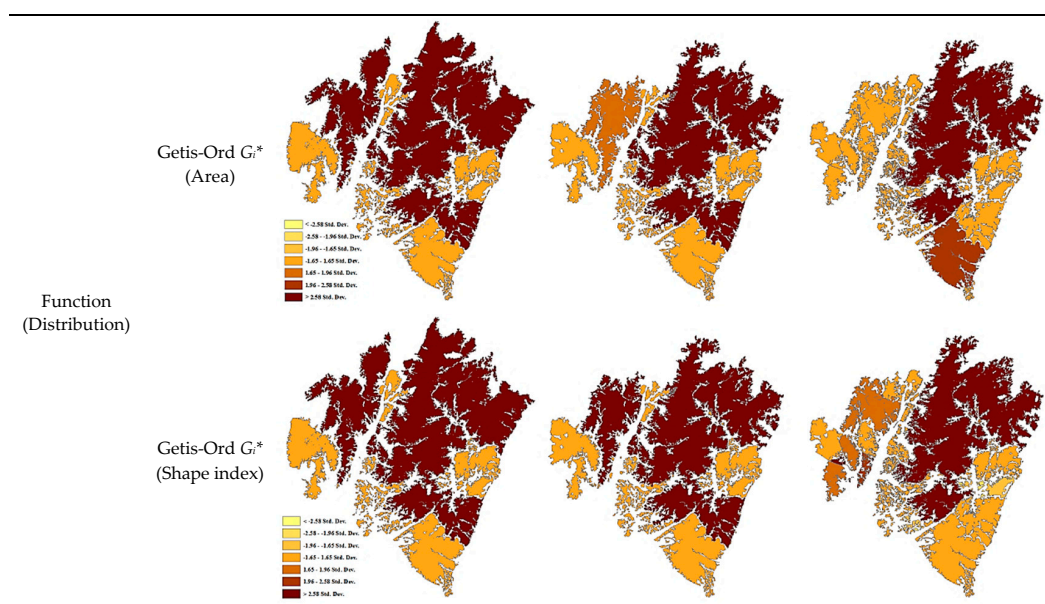 Getis-Ord Gi*
(Area)
< -2.58 Std. Dev.
-2.58 - -1.96 Std. Dev.
-1.96 - -1.65 Std. Dev.
-1.65 - 1.65 Std. Dev.
1.65 - 1.96 Std. Dev.
1.96 - 2.58 Std. Dev.
> 2.58 Std. Dev.
Function
(Distribution)
Getis-Ord Gi*
(Shape index)
< -2.58 Std. Dev.
-2.58 - -1.96 Std. Dev.
-1.96 - -1.65 Std. Dev.
-1.65 - 1.65 Std. Dev.
1.65 - 1.96 Std. Dev.
1.96 - 2.58 Std. Dev.
> 2.58 Std. Dev.